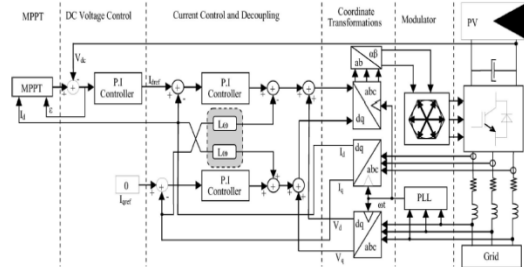 MPPT
DC Voltage Control
Current Control and Decoupling
Coordinate
Transformations
Modulator
PV
Vdc
MPPT
ε
Id
P.I
Controller
Idref
P.I
Controller
Lω
Lω
0
Iqref
P.I
Controller
αβ
ab
abc
dq
dq
abc
Id
Iq
ωt
PLL
Vd
Vq
dq
abc
Grid